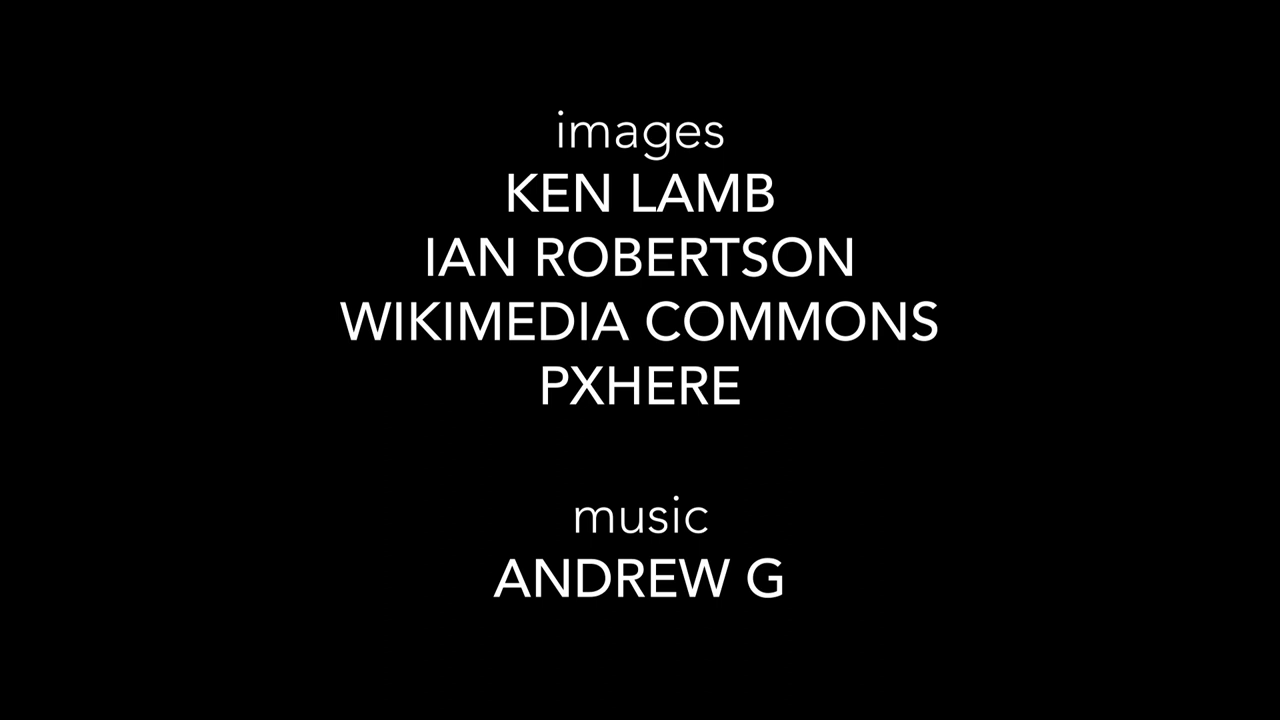 images
KEN LAMB
IAN ROBERTSON
WIKIMEDIA COMMONS
PXHERE
music
ANDREW G